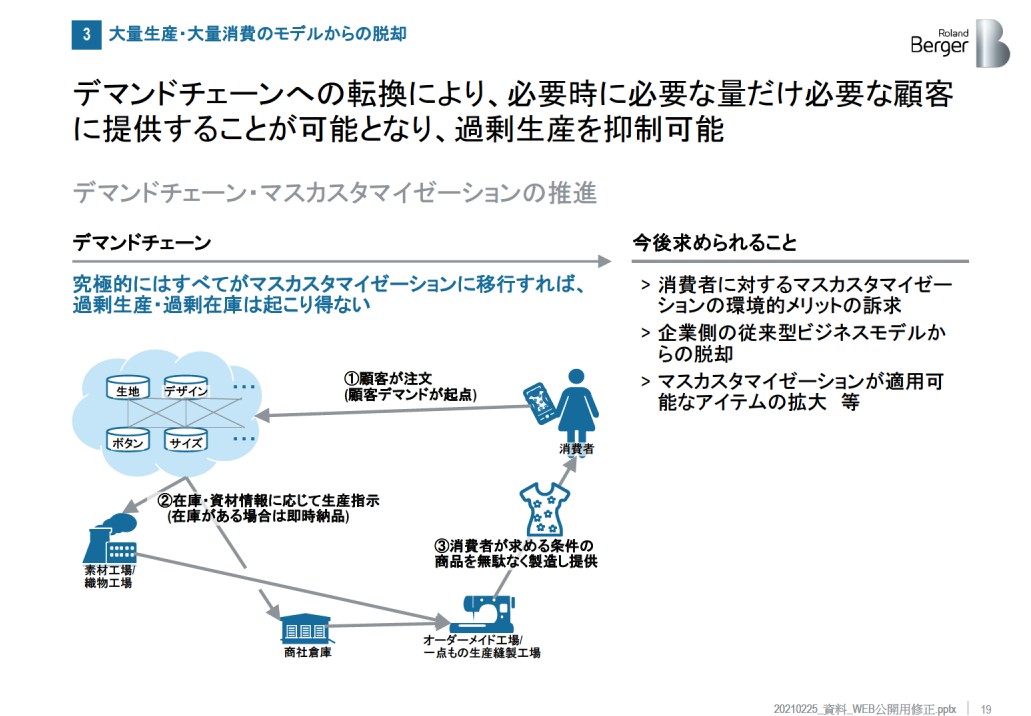 3 大量生産・大量消費のモデルからの脱却
Roland
Berger
デマンドチェーンへの転換により、必要時に必要な量だけ必要な顧客
に提供することが可能となり、過剰生産を抑制可能
デマンドチェーン・マスカスタマイゼーションの推進
デマンドチェーン
究極的にはすべてがマスカスタマイゼーションに移行すれば、
過剰生産・過剰在庫は起こり得ない
生地 デザイン ・・・
ボタン サイズ ・・・
①顧客が注文
(顧客デマンドが起点)
消費者
②在庫・資材情報に応じて生産指示
(在庫がある場合は即時納品)
③消費者が求める条件の
商品を無駄なく製造し提供
素材工場/
織物工場
商社倉庫
オーダーメイド工場/
一点もの生産縫製工場
今後求められること
> 消費者に対するマスカスタマイゼー
ションの環境的メリットの訴求
> 企業側の従来型ビジネスモデルか
らの脱却
> マスカスタマイゼーションが適用可
能なアイテムの拡大 等
20210225_資料_WEB公開用修正.pptx | 19